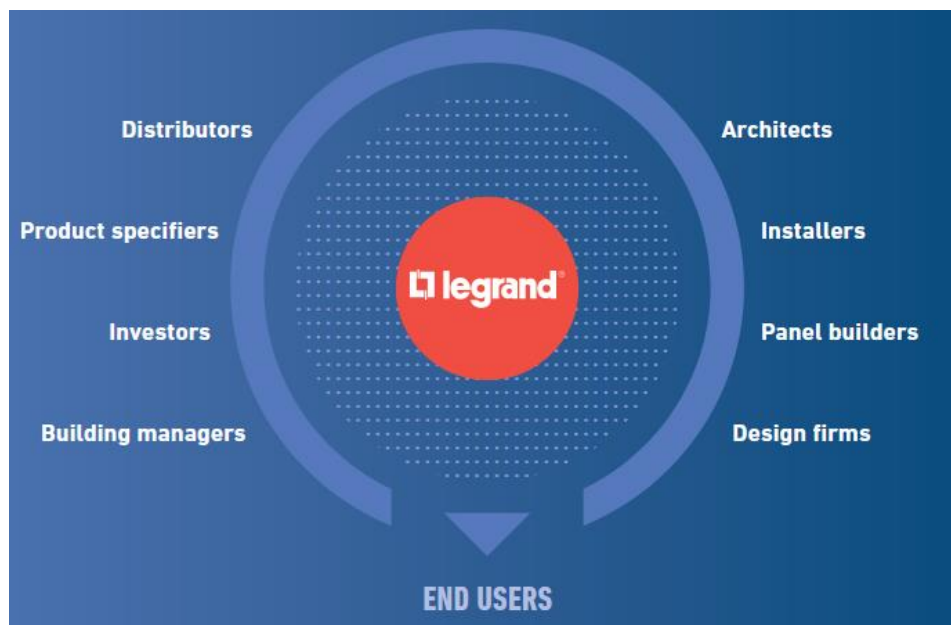 Distributors
Architects
Product specifiers
Installers
legrand®
Investors
Panel builders
Building managers
Design firms
END USERS